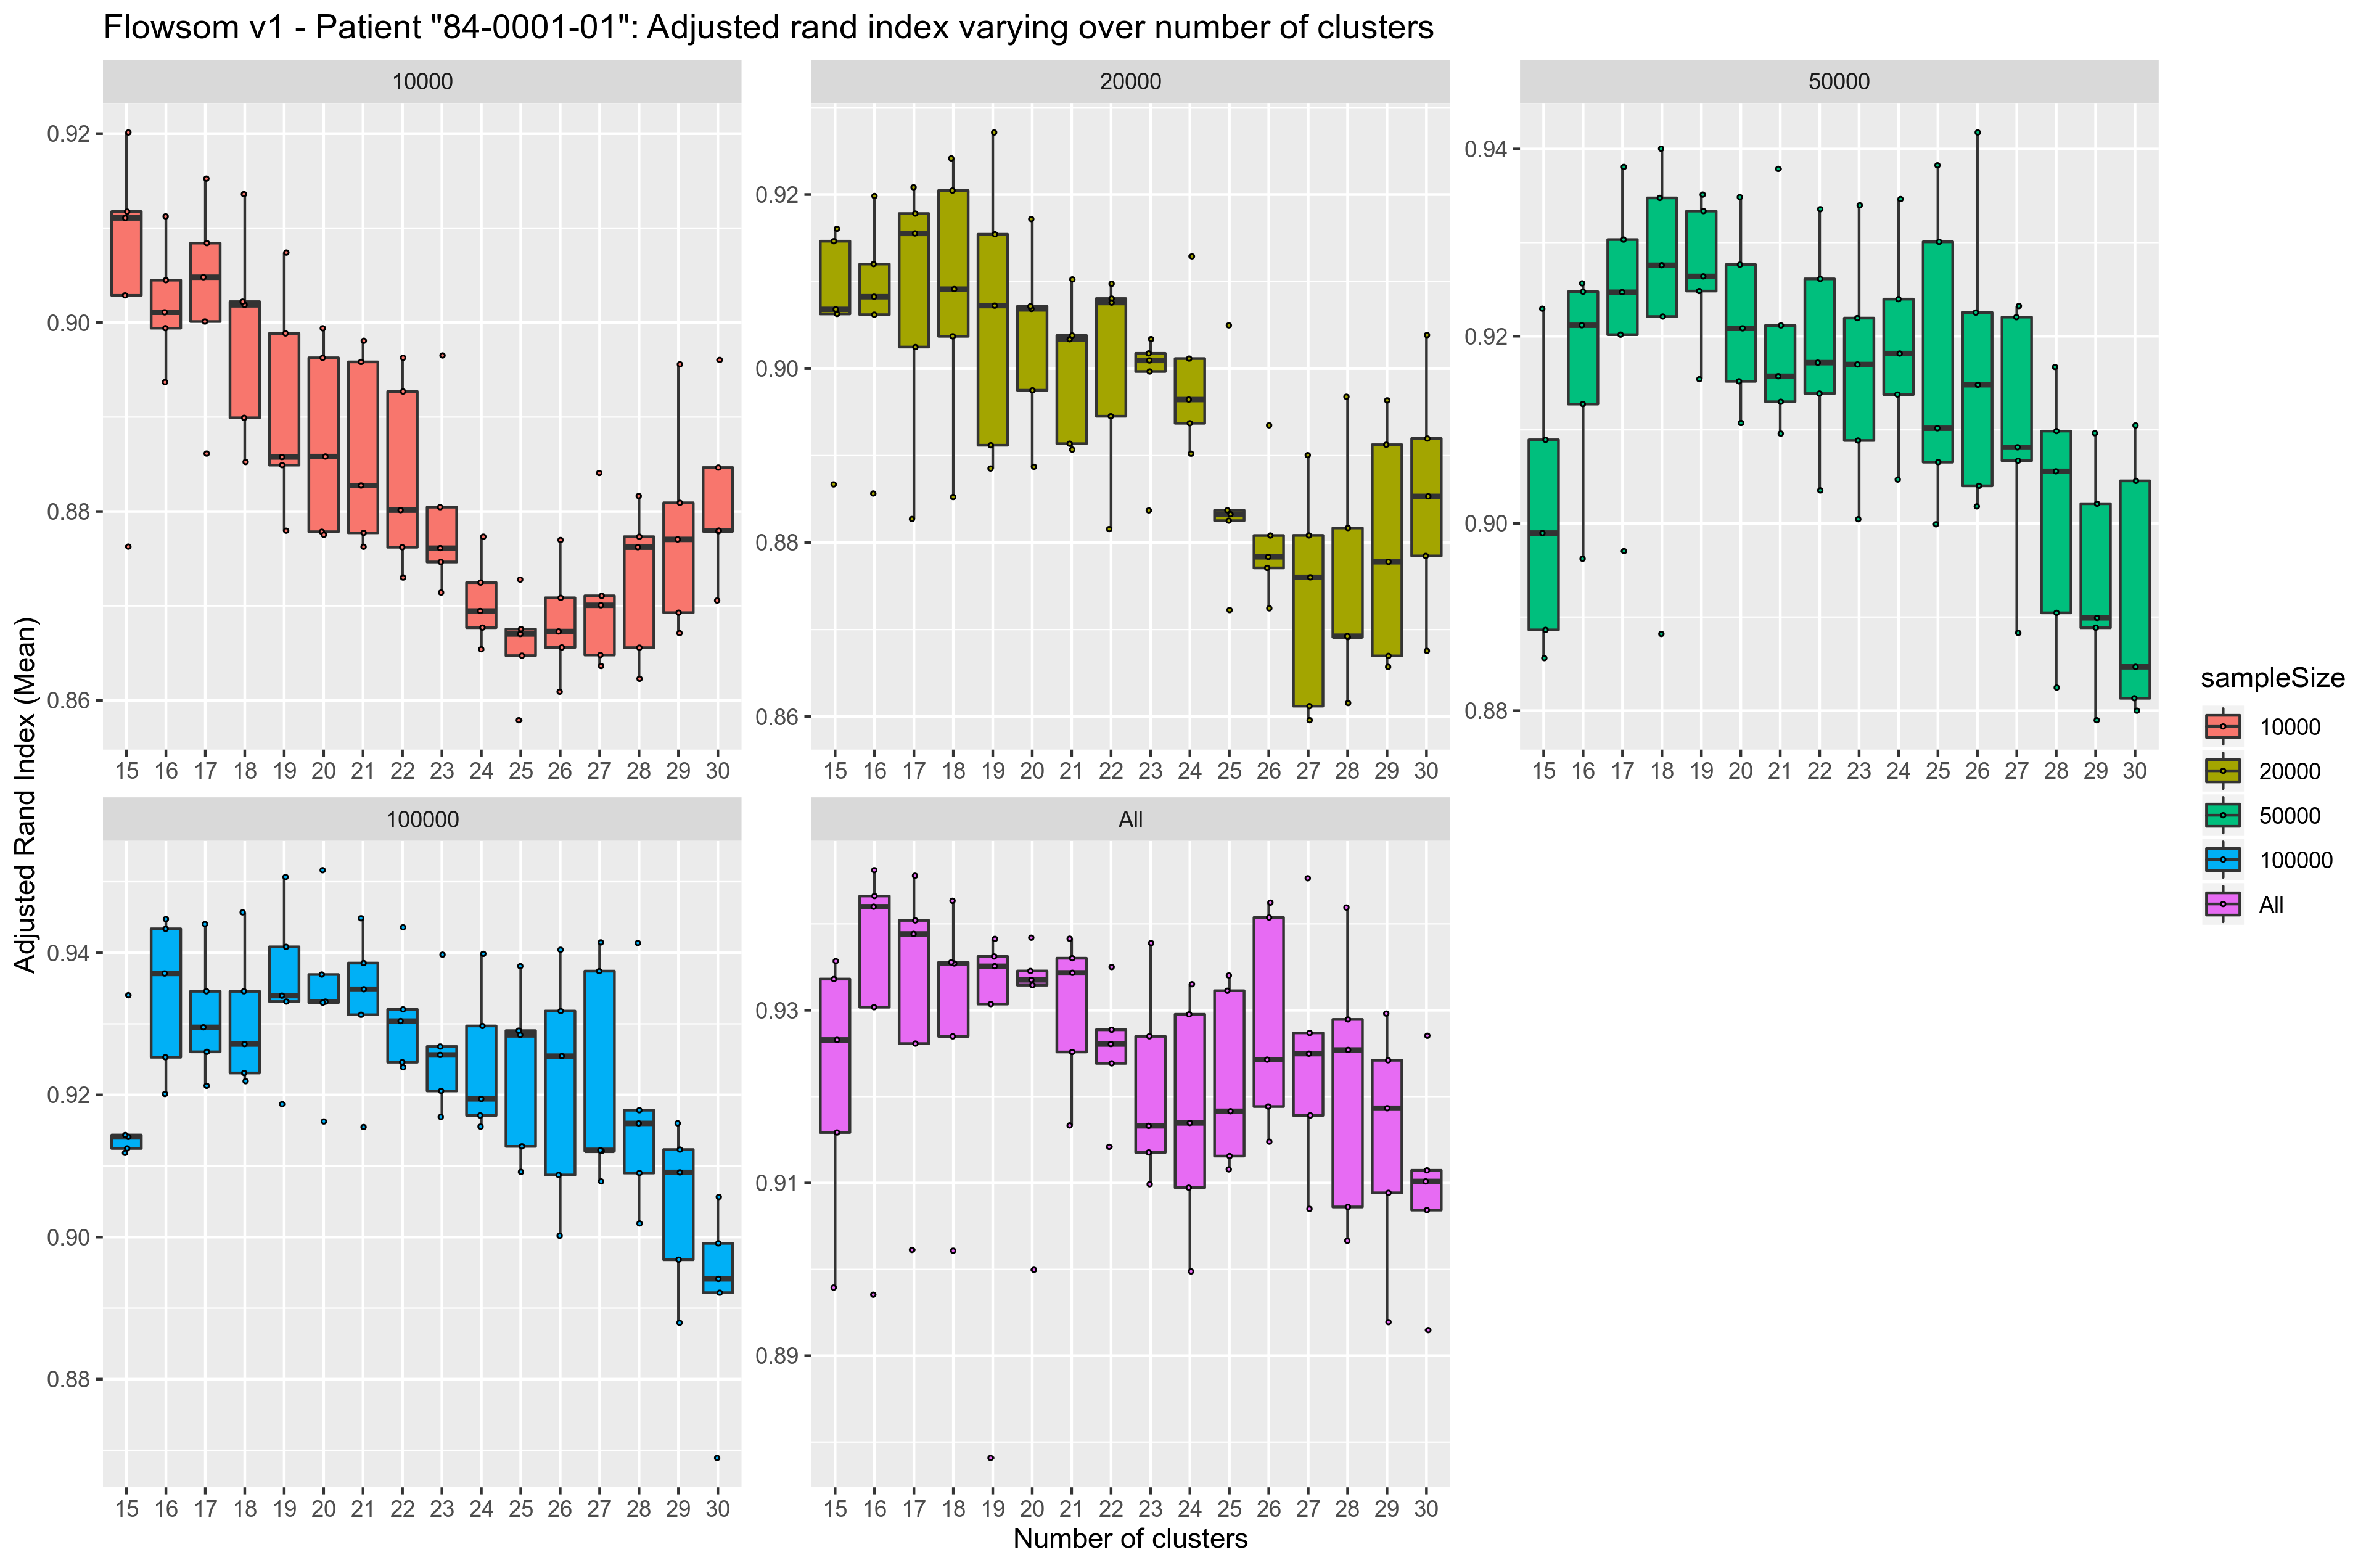 Flowsom v1 - Patient "84-0001-01": Adjusted rand index varying over number of clusters
10000
20000
50000
0.92
0.90
0.88
0.86
0.92
0.90
0.88
0.86
0.94
0.92
0.90
0.88
15 16 17 18 19 20 21 22 23 24 25 26 27 28 29 30
15 16 17 18 19 20 21 22 23 24 25 26 27 28 29 30
15 16 17 18 19 20 21 22 23 24 25 26 27 28 29 30
Adjusted Rand Index (Mean)
100000
All
0.94
0.92
0.90
0.88
0.93
0.91
0.89
15 16 17 18 19 20 21 22 23 24 25 26 27 28 29 30
15 16 17 18 19 20 21 22 23 24 25 26 27 28 29 30
Number of clusters
sampleSize
10000
20000
50000
100000
All